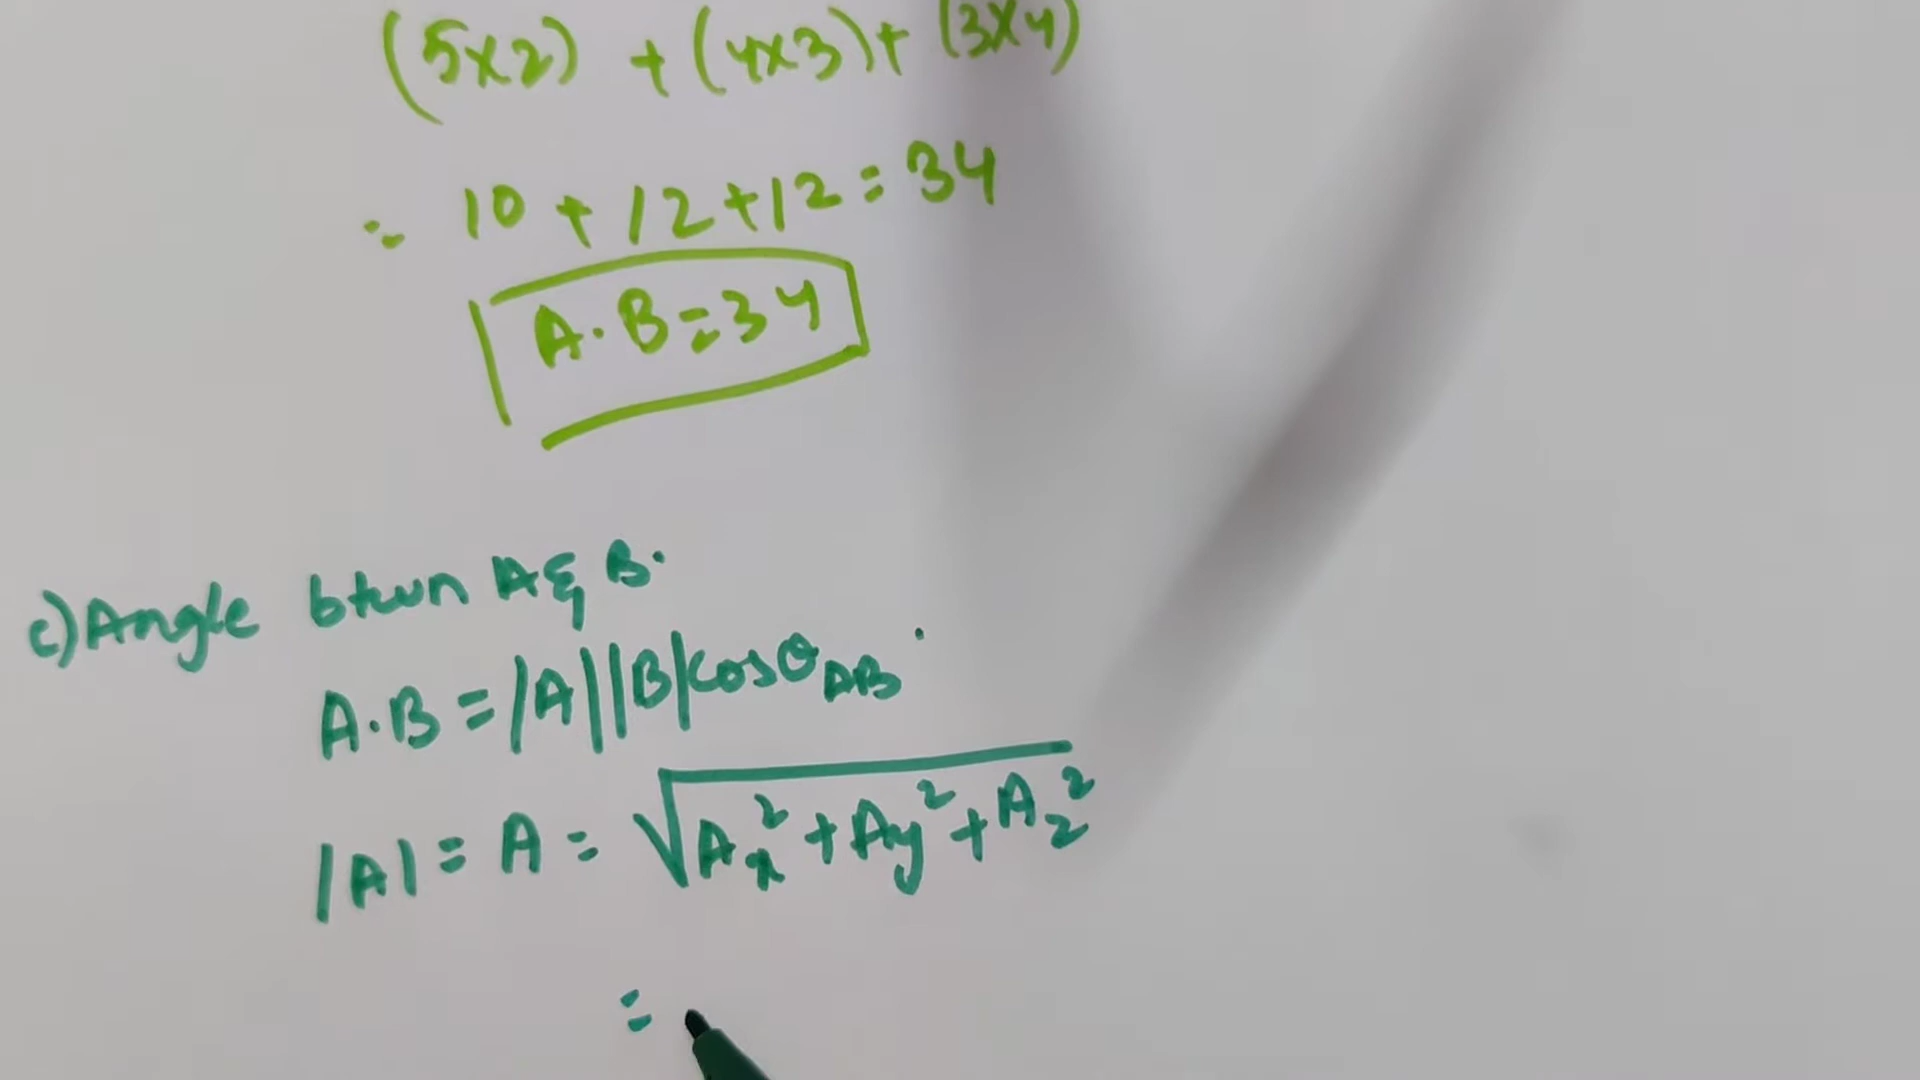 (5x2) + (4x3)+ (3x4)
= 10 + 12+12 = 34
A·B=34
c) Angle btwn A & B.
A·B = |A||B|cosθAB.
|A| = A = √Ax²+Ay²+Az²
=